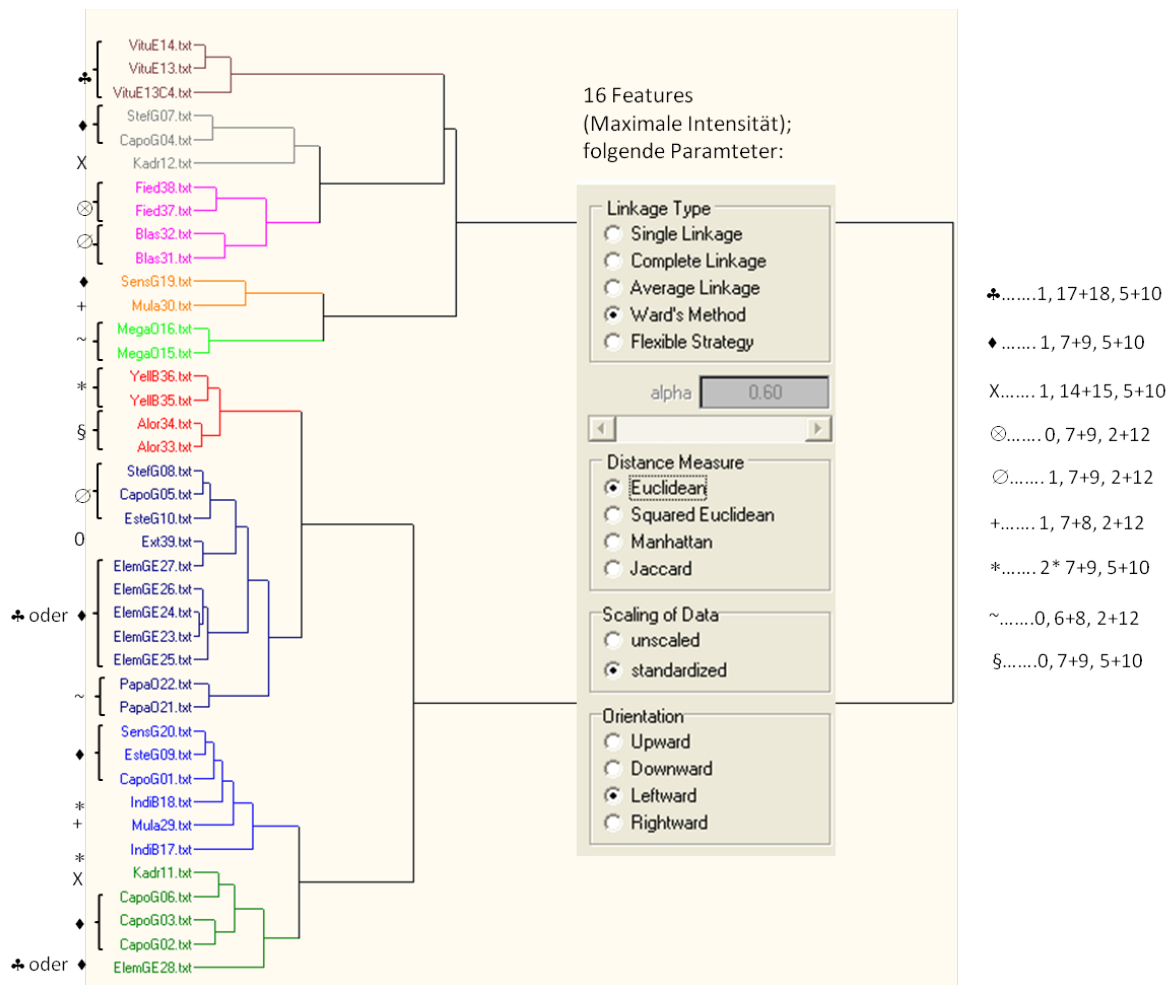 VituE14.txt
VituE13.txt
♣ VituE13C4.txt
StefG07.txt
♦
CapoG04.txt
X Kadr12.txt
Fied38.txt
⊗ Fied37.txt
Blas32.txt
∅
Blas31.txt
♦ SensG19.txt
+ Mula30.txt
MegaO16.txt
~
MegaO15.txt
* YellB36.txt
YellB35.txt
§ Alor34.txt
Alor33.txt
StefG08.txt
∅ CapoG05.txt
EsteG10.txt
0 Ext39.txt
ElemGE27.txt
ElemGE26.txt
♣ oder ♦ ElemGE24.txt
ElemGE23.txt
ElemGE25.txt
PapaO22.txt
~
PapaO21.txt
SensG20.txt
♦ EsteG09.txt
CapoG01.txt
* IndiB18.txt
+ Mula29.txt
* IndiB17.txt
X Kadr11.txt
CapoG06.txt
♦ CapoG03.txt
CapoG02.txt
♣ oder ♦ ElemGE28.txt
16 Features
(Maximale Intensität);
folgende Paramteter:
Linkage Type
Single Linkage
Complete Linkage
Average Linkage
Ward's Method
Flexible Strategy
alpha 0.60
Distance Measure
Euclidean
Squared Euclidean
Manhattan
Jaccard
Scaling of Data
unscaled
standardized
Orientation
Upward
Downward
Leftward
Rightward
♣.......1, 17+18, 5+10
♦....... 1, 7+9, 5+10
X....... 1, 14+15, 5+10
⊗....... 0, 7+9, 2+12
∅....... 1, 7+9, 2+12
+....... 1, 7+8, 2+12
*....... 2* 7+9, 5+10
~.......0, 6+8, 2+12
§.......0, 7+9, 5+10